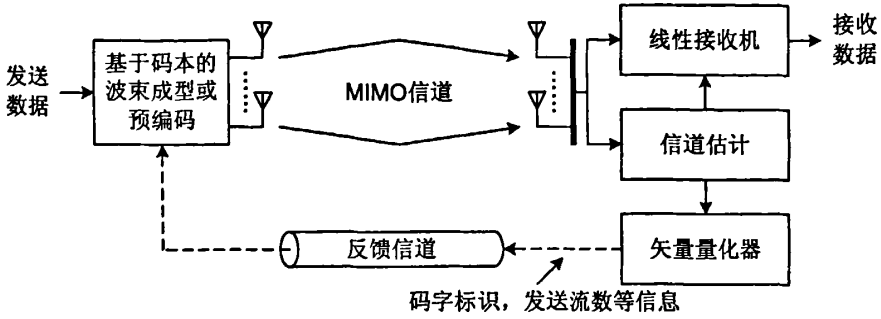 发送
数据
基于码本的
波束成型或
预编码
MIMO信道
线性接收机
接收
数据
信道估计
矢量量化器
反馈信道
码字标识，发送流数等信息